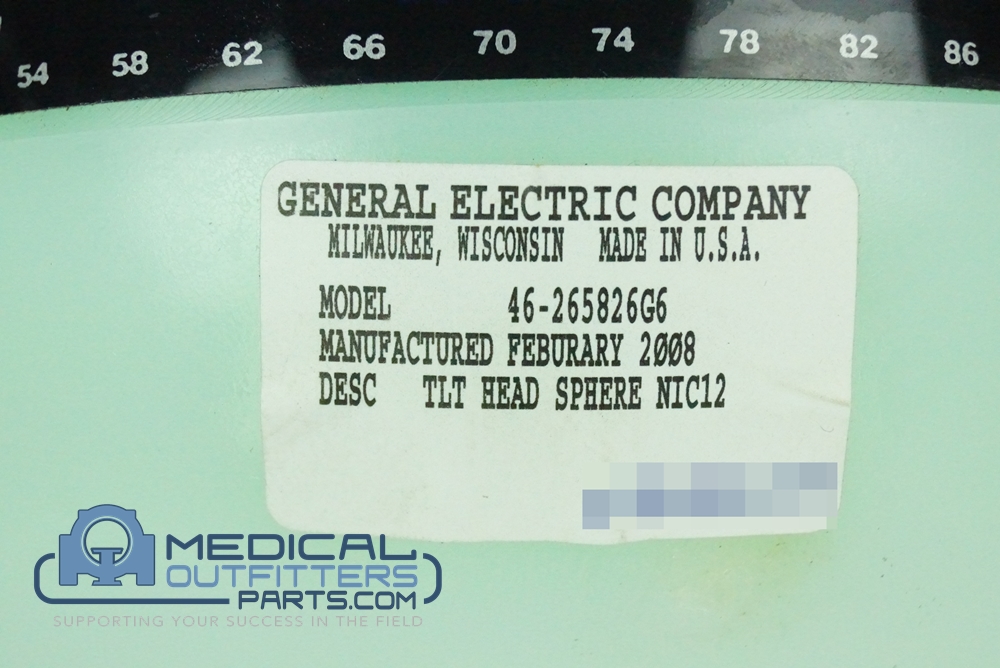 54 58 62 66 70 74 78 82 86
GENERAL ELECTRIC COMPANY
MILWAUKEE, WISCONSIN MADE IN U.S.A.
MODEL 46-265826G6
MANUFACTURED FEBURARY 2008
DESC TLT HEAD SPHERE NIC12
MEDICAL
OUTFITTERS
PARTS.COM
SUPPORTING YOUR SUCCESS IN THE FIELD